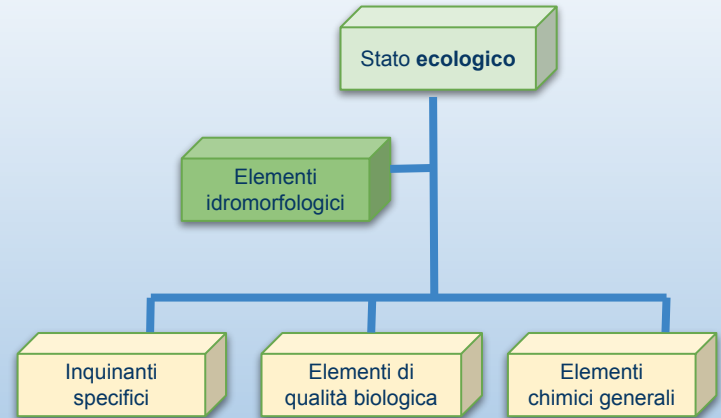 Stato ecologico
Elementi
idromorfologici
Inquinanti
specifici
Elementi di
qualità biologica
Elementi
chimici generali